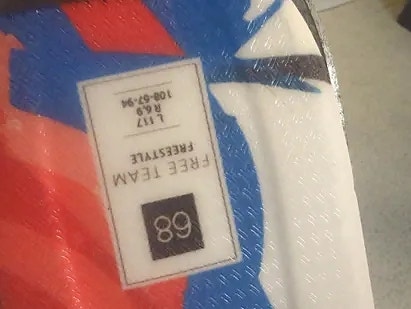 68
FREE TEAM
FREESTYLE
L 117
R 6.9
108-67-94